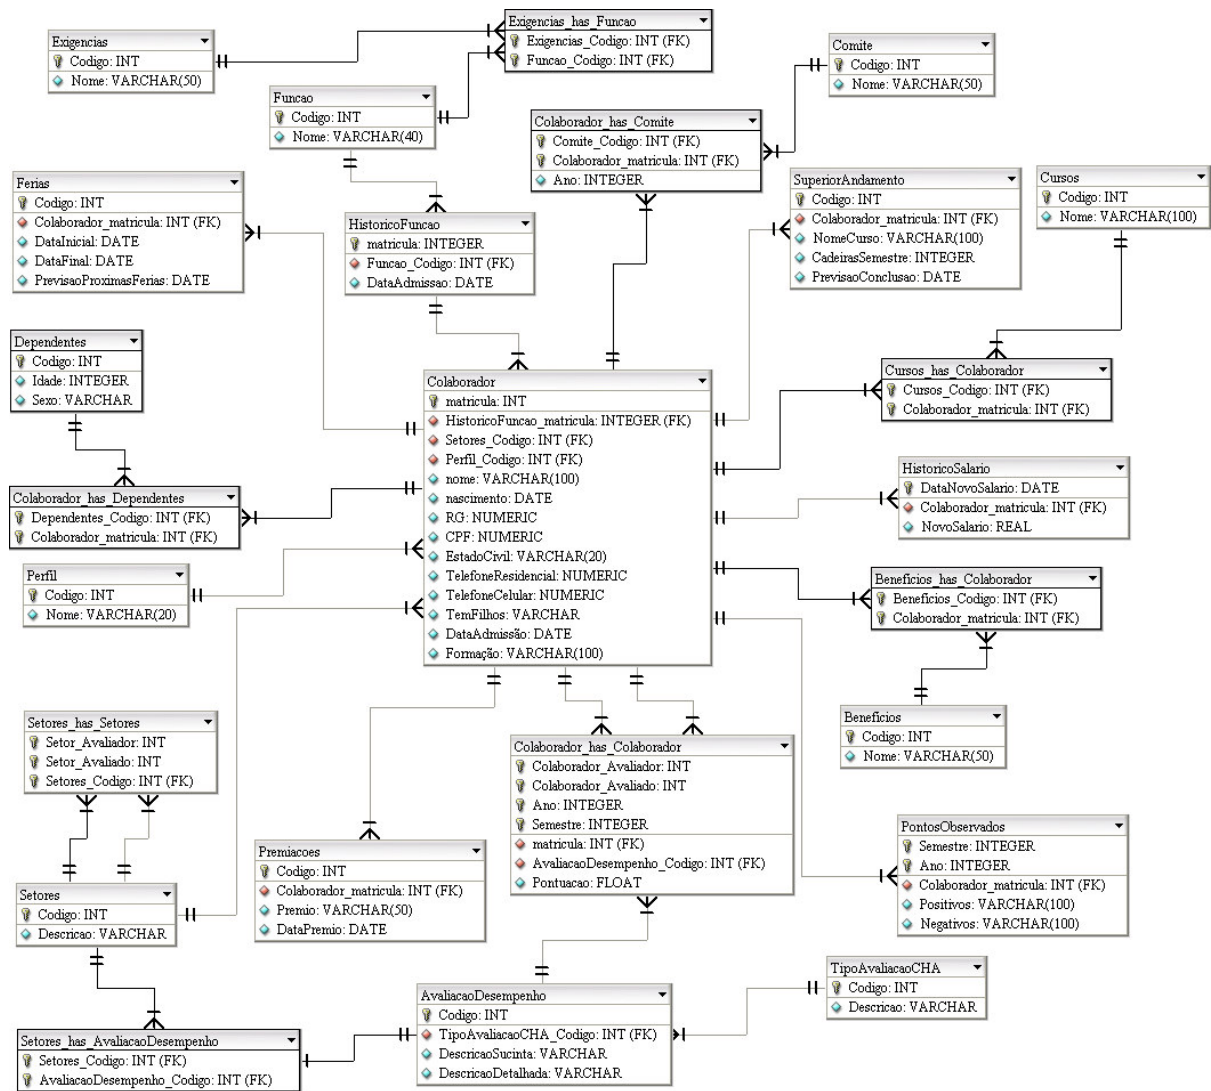 Exigencias
Codigo: INT
Nome: VARCHAR(50)
Exigencias_has_Funcao
Exigencias_Codigo: INT (FK)
Funcao_Codigo: INT (FK)
Comite
Codigo: INT
Nome: VARCHAR(50)
Funcao
Codigo: INT
Nome: VARCHAR(40)
Colaborador_has_Comite
Comite_Codigo: INT (FK)
Colaborador_matricula: INT (FK)
Ano: INTEGER
Ferias
Codigo: INT
Colaborador_matricula: INT (FK)
DataInicial: DATE
DataFinal: DATE
PrevisaoProximasFerias: DATE
HistoricoFuncao
matricula: INTEGER
Funcao_Codigo: INT (FK)
DataAdmissao: DATE
SuperiorAndamento
Codigo: INT
Colaborador_matricula: INT (FK)
NomeCurso: VARCHAR(100)
CadeirasSemestre: INTEGER
PrevisaoConclusao: DATE
Cursos
Codigo: INT
Nome: VARCHAR(100)
Dependentes
Codigo: INT
Idade: INTEGER
Sexo: VARCHAR
Colaborador
matricula: INT
HistoricoFuncao_matricula: INTEGER (FK)
Setores_Codigo: INT (FK)
Perfil_Codigo: INT (FK)
nome: VARCHAR(100)
nascimento: DATE
RG: NUMERIC
CPF: NUMERIC
EstadoCivil: VARCHAR(20)
TelefoneResidencial: NUMERIC
TelefoneCelular: NUMERIC
TemFilhos: VARCHAR
DataAdmissão: DATE
Formação: VARCHAR(100)
Cursos_has_Colaborador
Cursos_Codigo: INT (FK)
Colaborador_matricula: INT (FK)
Colaborador_has_Dependentes
Dependentes_Codigo: INT (FK)
Colaborador_matricula: INT (FK)
HistoricoSalario
DataNovoSalario: DATE
Colaborador_matricula: INT (FK)
NovoSalario: REAL
Perfil
Codigo: INT
Nome: VARCHAR(20)
Beneficios_has_Colaborador
Beneficios_Codigo: INT (FK)
Colaborador_matricula: INT (FK)
Setores_has_Setores
Setor_Avaliador: INT
Setor_Avaliado: INT
Setores_Codigo: INT (FK)
Beneficios
Codigo: INT
Nome: VARCHAR(50)
Colaborador_has_Colaborador
Colaborador_Avaliador: INT
Colaborador_Avaliado: INT
Ano: INTEGER
Semestre: INTEGER
matricula: INT (FK)
AvaliacaoDesempenho_Codigo: INT (FK)
Pontuacao: FLOAT
Premiacoes
Codigo: INT
Colaborador_matricula: INT (FK)
Premio: VARCHAR(50)
DataPremio: DATE
PontosObservados
Semestre: INTEGER
Ano: INTEGER
Colaborador_matricula: INT (FK)
Positivos: VARCHAR(100)
Negativos: VARCHAR(100)
Setores
Codigo: INT
Descricao: VARCHAR
TipoAvaliacaoCHA
Codigo: INT
Descricao: VARCHAR
AvaliacaoDesempenho
Codigo: INT
TipoAvaliacaoCHA_Codigo: INT (FK)
DescricaoSucinta: VARCHAR
DescricaoDetalhada: VARCHAR
Setores_has_AvaliacaoDesempenho
Setores_Codigo: INT (FK)
AvaliacaoDesempenho_Codigo: INT (FK)